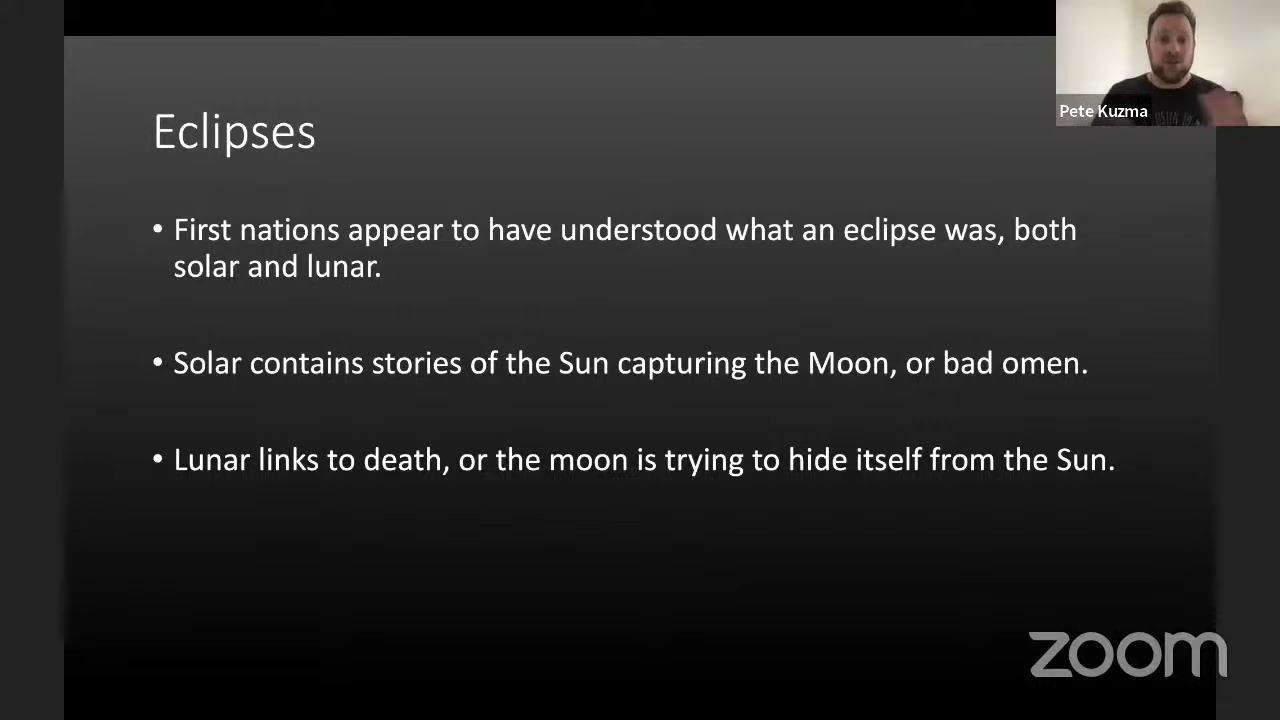 Eclipses
Pete Kuzma
• First nations appear to have understood what an eclipse was, both
solar and lunar.
• Solar contains stories of the Sun capturing the Moon, or bad omen.
• Lunar links to death, or the moon is trying to hide itself from the Sun.
zoom